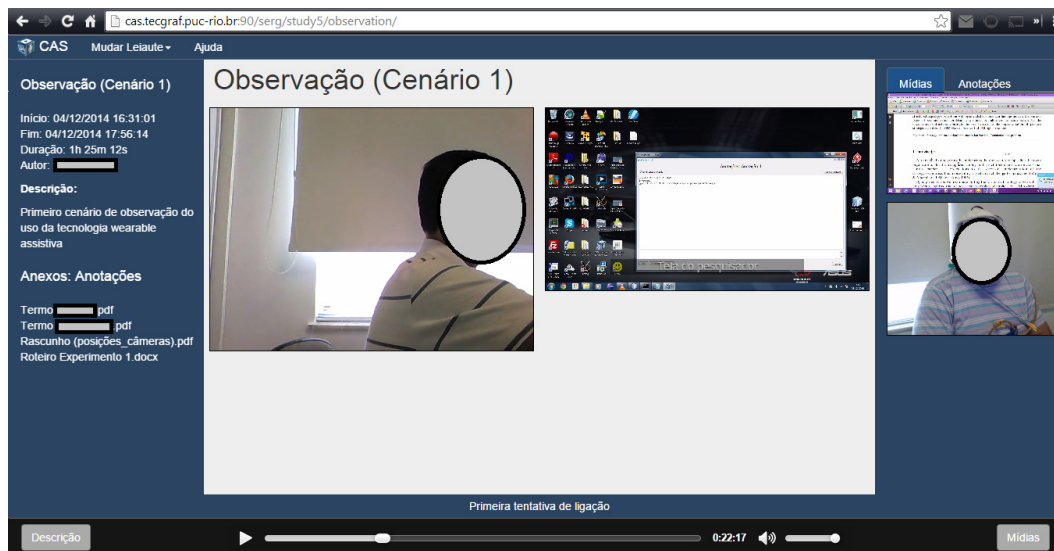 cas.tecgraf.puc-rio.br:90/serg/study5/observation/
CAS Mudar Leiaute Ajuda
Observação (Cenário 1)
Início: 04/12/2014 16:31:01
Fim: 04/12/2014 17:56:14
Duração: 1h 25m 12s
Autor:
Descrição:
Primeiro cenário de observação do
uso da tecnologia wearable
assistiva
Anexos: Anotações
Termo pdf
Termo .pdf
Rascunho (posições_câmeras).pdf
Roteiro Experimento 1.docx
Observação (Cenário 1)
Tela do pesquisador
Mídias Anotações
Primeira tentativa de ligação
Descrição 0:22:17 Mídias